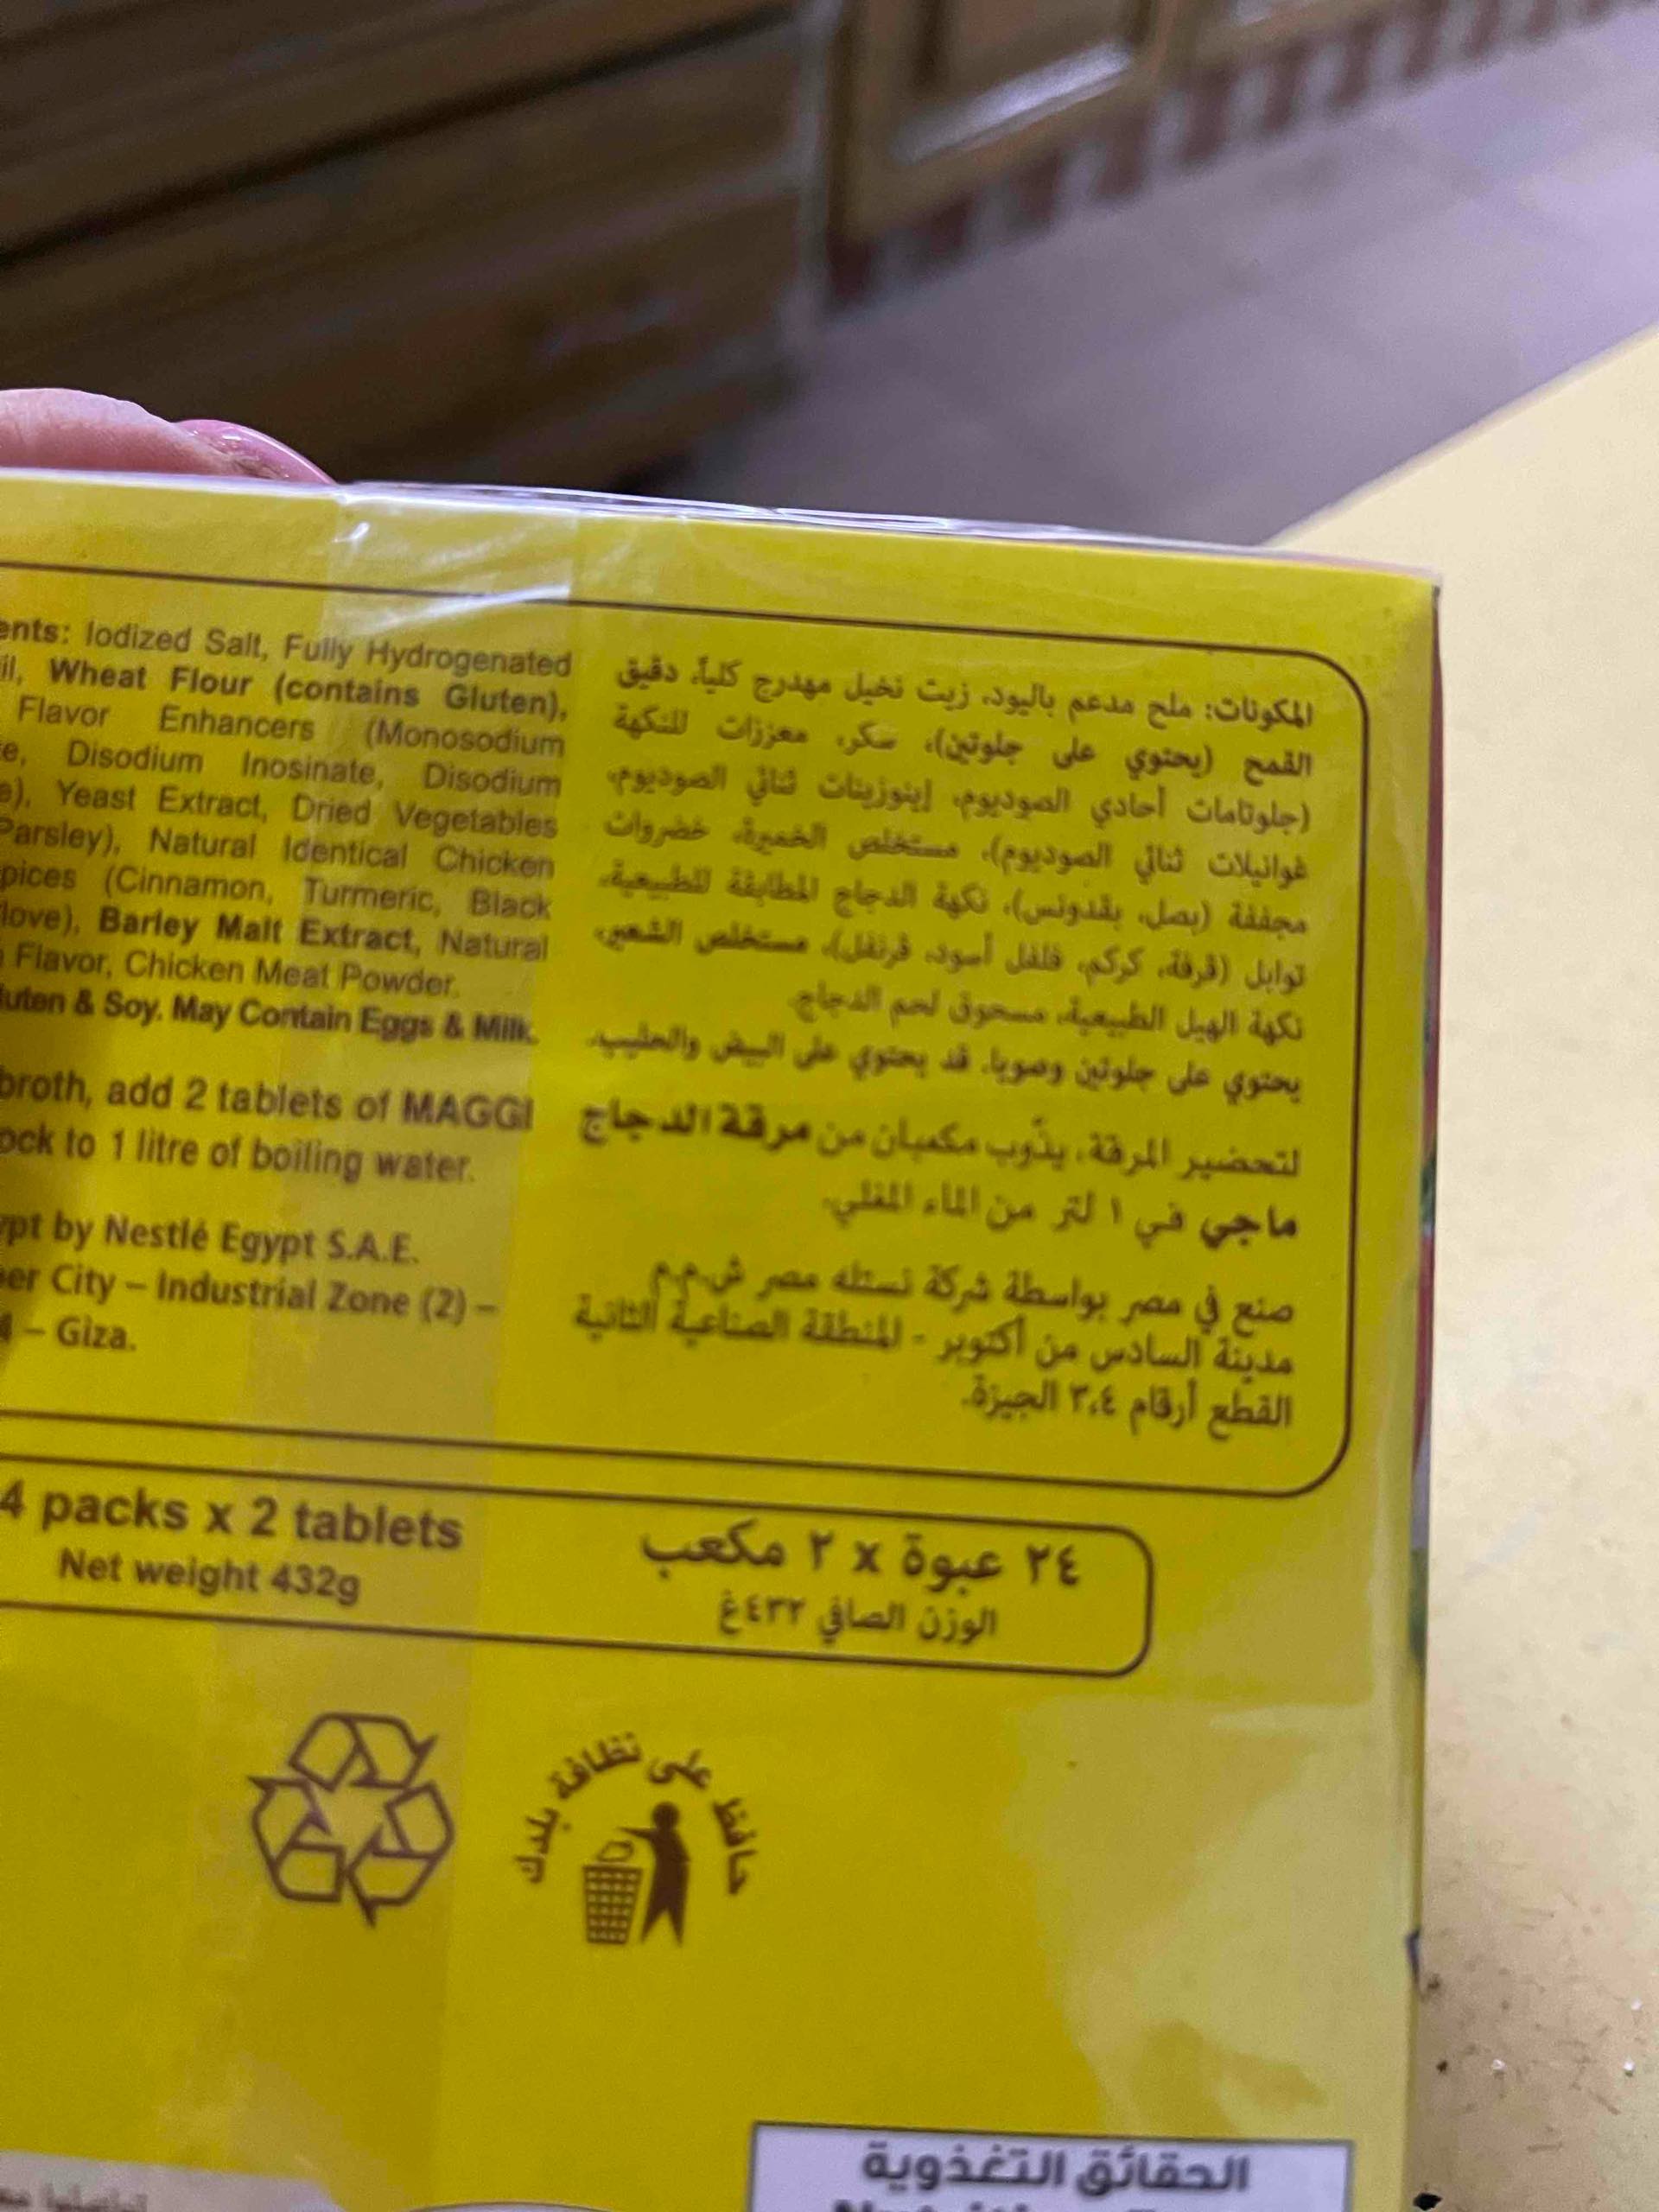 ents: Iodized Salt, Fully Hydrogenated
il, Wheat Flour (contains Gluten),
Flavor Enhancers (Monosodium
e, Disodium Inosinate, Disodium
e), Yeast Extract, Dried Vegetables
Parsley), Natural Identical Chicken
pices (Cinnamon, Turmeric, Black
love), Barley Malt Extract, Natural
Flavor, Chicken Meat Powder.
luten & Soy. May Contain Eggs & Milk.
broth, add 2 tablets of MAGGI
ock to 1 litre of boiling water.
ypt by Nestlé Egypt S.A.E.
er City – Industrial Zone (2) –
4 – Giza.
المكونات: ملح مدعم باليود، زيت نخيل مهدرج كلياً، دقيق
القمح (يحتوي على جلوتين)، سكر، معززات للنكهة
(جلوتامات أحادي الصوديوم، إينوزينات ثنائي الصوديوم،
غوانيلات ثنائي الصوديوم)، مستخلص الخميرة، خضروات
مجففة (بصل، بقدونس)، نكهة الدجاج المطابقة للطبيعية،
توابل (قرفة، كركم، فلفل أسود، قرنفل)، مستخلص الشعير،
نكهة الهيل الطبيعية، مسحوق لحم الدجاج.
يحتوي على جلوتين وصويا. قد يحتوي على البيض والحليب.
لتحضير المرقة، يذّوب مكعبان من مرقة الدجاج
ماجي في ١ لتر من الماء المغلي.
صنع في مصر بواسطة شركة نستله مصر ش.م.م
مدينة السادس من أكتوبر - المنطقة الصناعية الثانية
القطع أرقام ٣،٤ الجيزة.
4 packs x 2 tablets
Net weight 432g
٢٤ عبوة x ٢ مكعب
الوزن الصافي ٤٣٢غ
حافظ على نظافة بلدك
الحقائق التغذوية